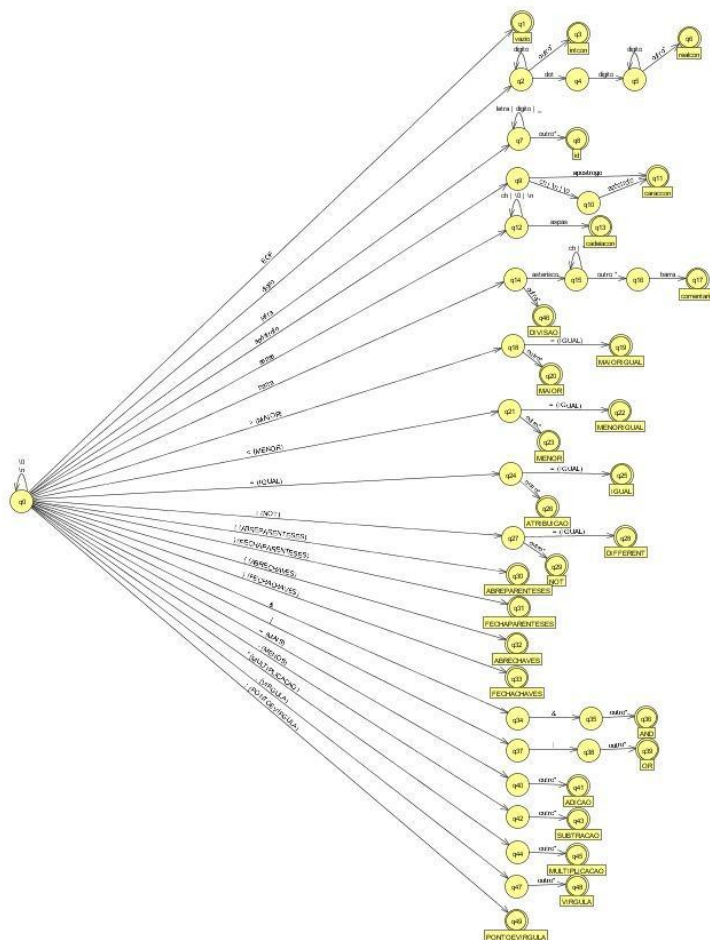 q1
vazio
digito
q2
outro*
q3
intcon
dot
q4
digito
digito
q5
outro*
q6
realcon
letra | digito | _
q7
outro*
q8
id
q9
apostrogo
q11
caraccon
ch | \n | \0
q10
apóstrofo
ch | \0 | \n
q12
aspas
q13
cadeiacon
q14
asterisco
ch |
q15
outro *
q16
barra
q17
comentari
outro*
q46
DIVISAO
q18
= (IGUAL)
q19
MAIORIGUAL
outro*
q20
MAIOR
q21
= (IGUAL)
q22
MENORIGUAL
outro*
q23
MENOR
q24
= (IGUAL)
q25
IGUAL
outro*
q26
ATRIBUICAO
q27
= (IGUAL)
q28
DIFFERENT
outro*
q29
NOT
q30
ABREPARENTESES
q31
FECHAPARENTESES
q32
ABRECHAVES
q33
FECHACHAVES
q34
&
q35
outro*
q36
AND
q37
|
q38
outro*
q39
OR
q40
outro*
q41
ADICAO
q42
outro*
q43
SUBTRACAO
q44
outro*
q45
MULTIPLICACAO
q47
outro*
q48
VIRGULA
q49
PONTOEVIRGULA
\0
\n
q0
EOF
digito
letra
apóstrofo
aspas
barra
> (MAIOR)
< (MENOR)
= (IGUAL)
! (NOT)
( (ABREPARENTESES)
) (FECHAPARENTESES)
{ (ABRECHAVES)
} (FECHACHAVES)
&
|
+ (MAIS)
- (MENOS)
* (MULTIPLICACAO)
, (VIRGULA)
; (PONTOEVIRGULA)